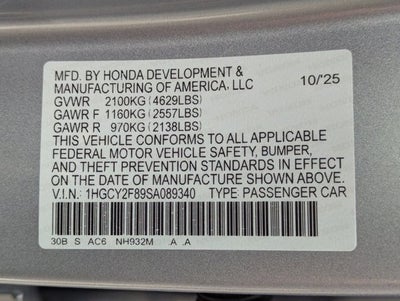 MFD. BY HONDA DEVELOPMENT &
MANUFACTURING OF AMERICA, LLC 10/'25
GVWR 2100KG (4629LBS)
GAWR F 1160KG (2557LBS)
GAWR R 970KG (2138LBS)
THIS VEHICLE CONFORMS TO ALL APPLICABLE
FEDERAL MOTOR VEHICLE SAFETY, BUMPER,
AND THEFT PREVENTION STANDARDS IN EFFECT
ON THE DATE OF MANUFACTURE SHOWN ABOVE.
V.I.N.: 1HGCY2F89SA089340 TYPE: PASSENGER CAR
30B S AC6 NH932M .A .A